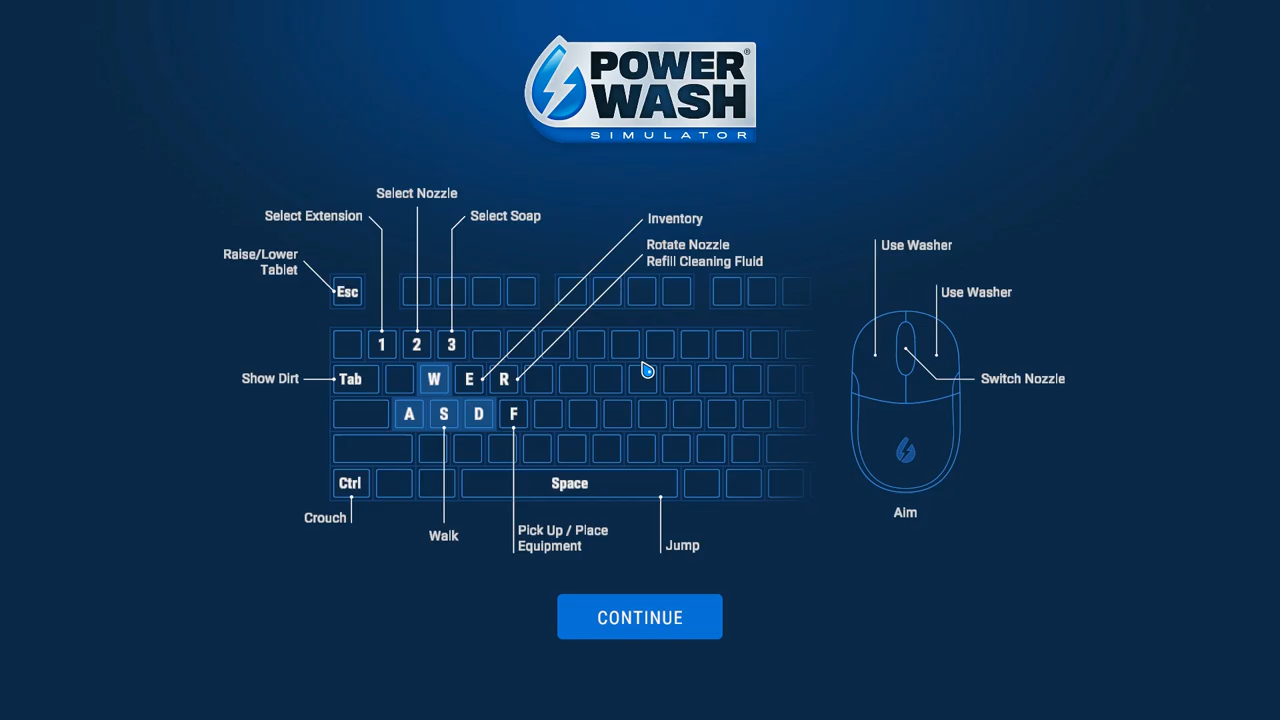 POWER®
WASH
SIMULATOR
Select Nozzle
Select Extension
Select Soap
Inventory
Raise/Lower
Tablet
Rotate Nozzle
Refill Cleaning Fluid
Use Washer
Use Washer
Esc
1 2 3
Show Dirt
Tab W E R
Switch Nozzle
A S D F
Ctrl Space
Crouch
Walk
Pick Up / Place
Equipment
Jump
Aim
CONTINUE